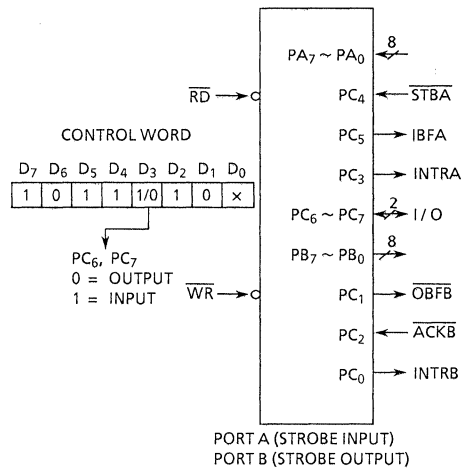 8
PA7 ~ PA0
RD
PC4
STBA
PC5
IBFA
CONTROL WORD
PC3
INTRA
D7 D6 D5 D4 D3 D2 D1 D0
1 0 1 1 1/0 1 0 ×
2
PC6 ~ PC7
I/O
8
PB7 ~ PB0
PC6, PC7
0 = OUTPUT
1 = INPUT
WR
PC1
OBFB
PC2
ACKB
PC0
INTRB
PORT A (STROBE INPUT)
PORT B (STROBE OUTPUT)